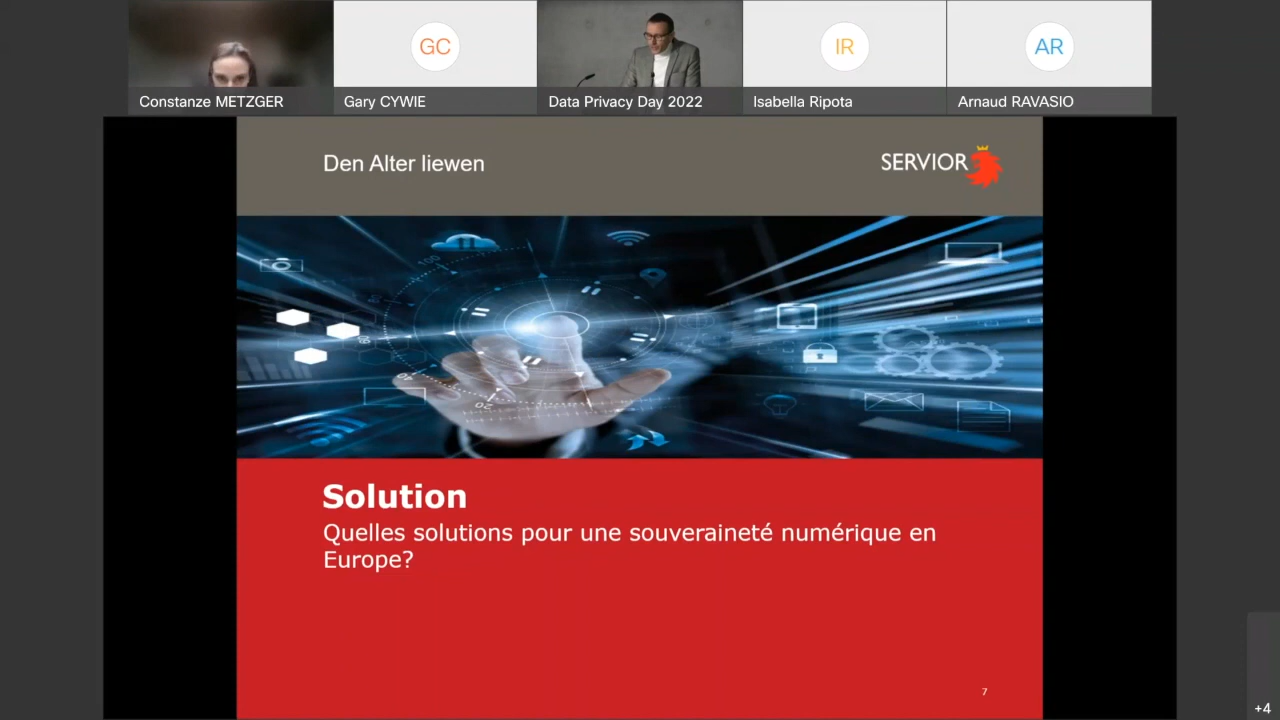 GC
IR
AR
Constanze METZGER
Gary CYWIE
Data Privacy Day 2022
Isabella Ripota
Arnaud RAVASIO
Den Alter liewen
SERVIOR
Solution
Quelles solutions pour une souveraineté numérique en
Europe?
7
+4